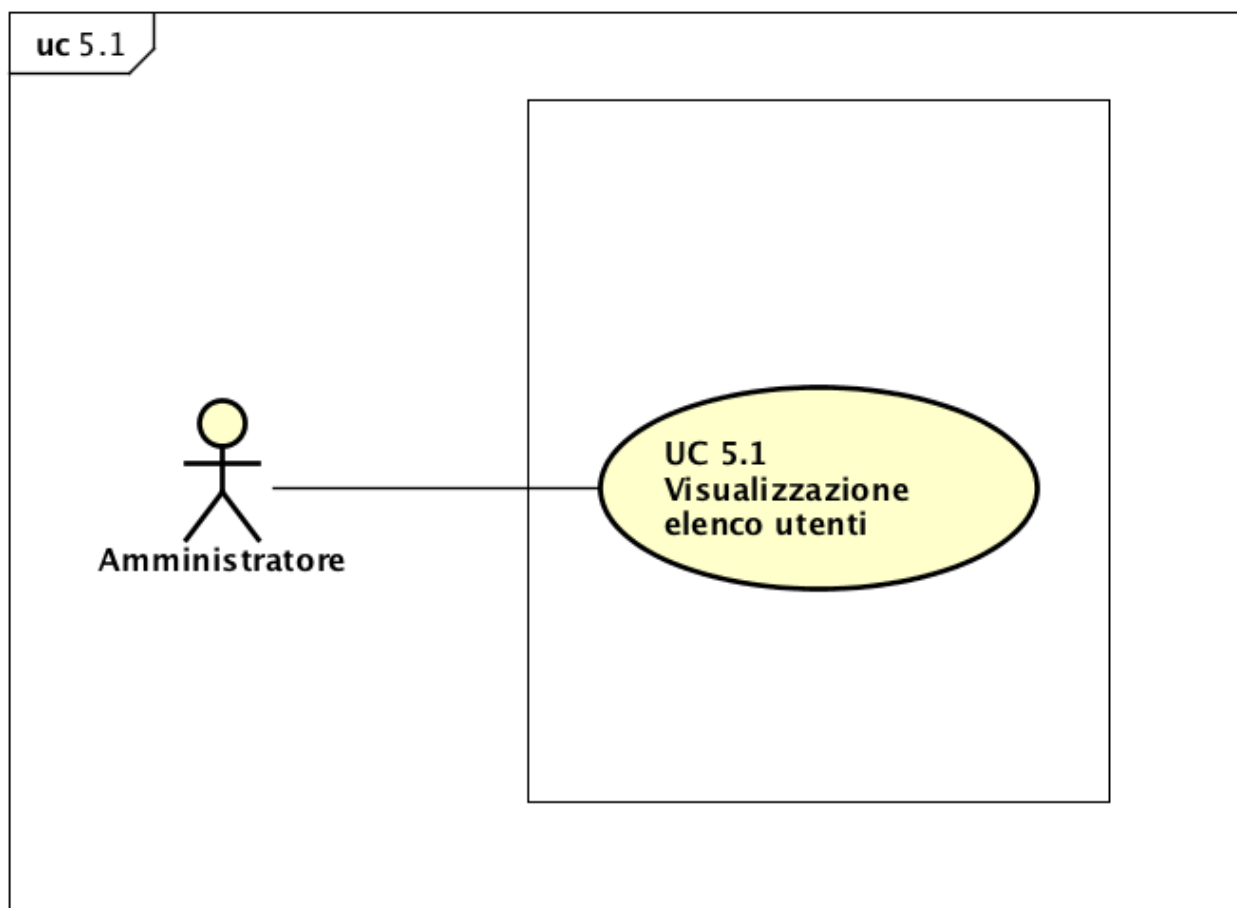 uc 5.1
UC 5.1
Visualizzazione
elenco utenti
Amministratore